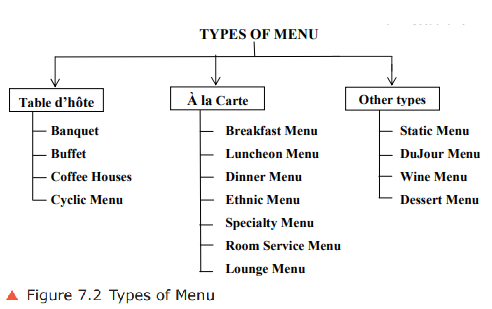 TYPES OF MENU
Table d'hôte
Banquet
Buffet
Coffee Houses
Cyclic Menu
À la Carte
Breakfast Menu
Luncheon Menu
Dinner Menu
Ethnic Menu
Specialty Menu
Room Service Menu
Lounge Menu
Other types
Static Menu
DuJour Menu
Wine Menu
Dessert Menu
Figure 7.2 Types of Menu